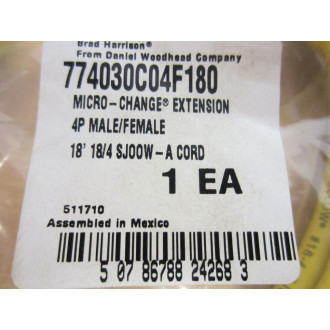 Brad Harrison®
From Daniel Woodhead Company
774030C04F180
MICRO-CHANGE® EXTENSION
4P MALE/FEMALE
18' 18/4 SJOOW-A CORD
1 EA
511710
Assembled in Mexico
5 07 86788 24268 3